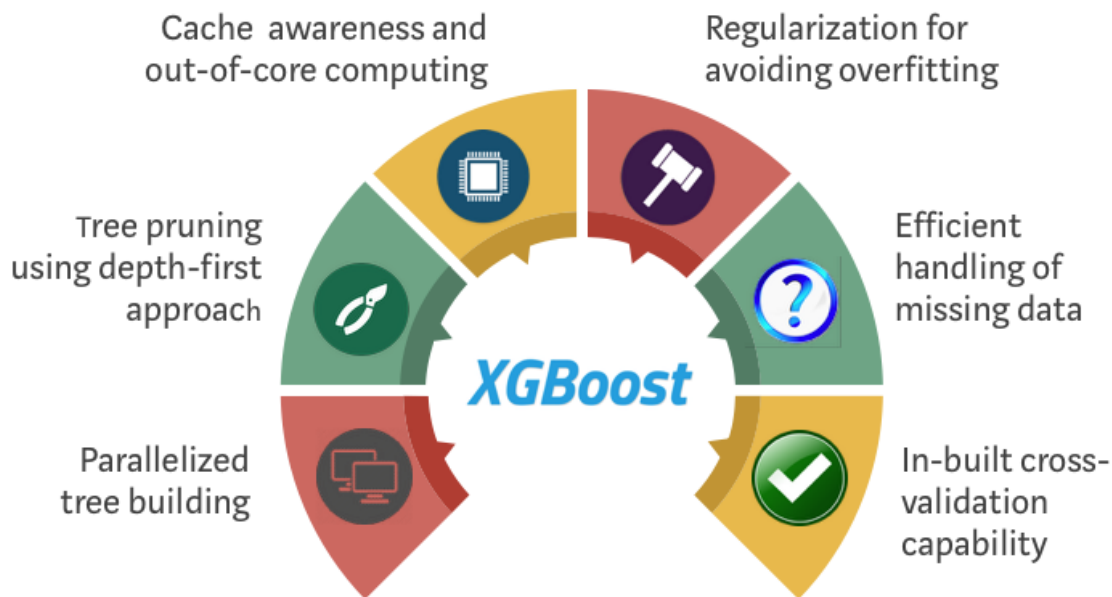 Cache awareness and
out-of-core computing
Regularization for
avoiding overfitting
Tree pruning
using depth-first
approach
Efficient
handling of
missing data
XGBoost
Parallelized
tree building
In-built cross-
validation
capability